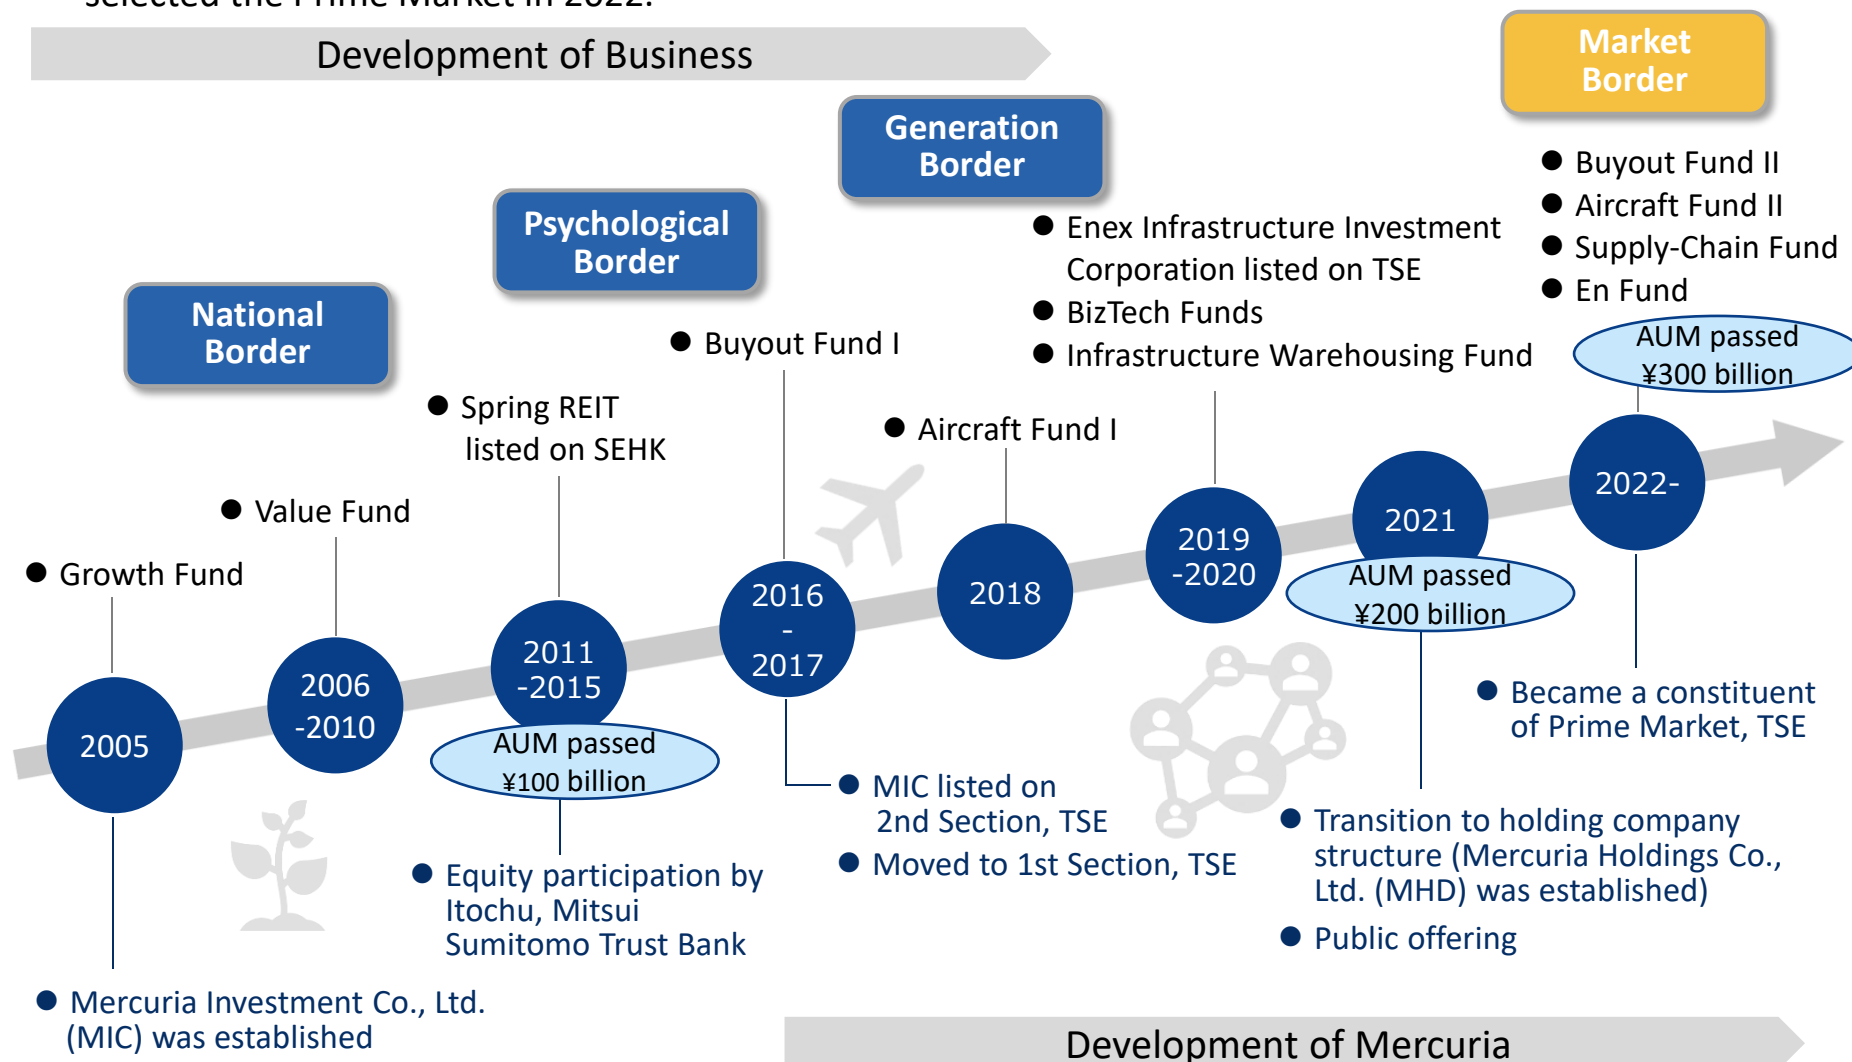 selected the Prime Market in 2022.
Development of Business
Market
Border
Generation
Border
Psychological
Border
National
Border
● Buyout Fund II
● Aircraft Fund II
● Supply-Chain Fund
● En Fund
AUM passed
¥300 billion
● Enex Infrastructure Investment
Corporation listed on TSE
● BizTech Funds
● Infrastructure Warehousing Fund
● Buyout Fund I
● Spring REIT
listed on SEHK
● Aircraft Fund I
● Value Fund
● Growth Fund
2005
2006
-2010
2011
-2015
2016
-
2017
2018
2019
-2020
2021
2022-
AUM passed
¥100 billion
AUM passed
¥200 billion
● Became a constituent
of Prime Market, TSE
● MIC listed on
2nd Section, TSE
● Moved to 1st Section, TSE
● Transition to holding company
structure (Mercuria Holdings Co.,
Ltd. (MHD) was established)
● Public offering
● Equity participation by
Itochu, Mitsui
Sumitomo Trust Bank
● Mercuria Investment Co., Ltd.
(MIC) was established
Development of Mercuria